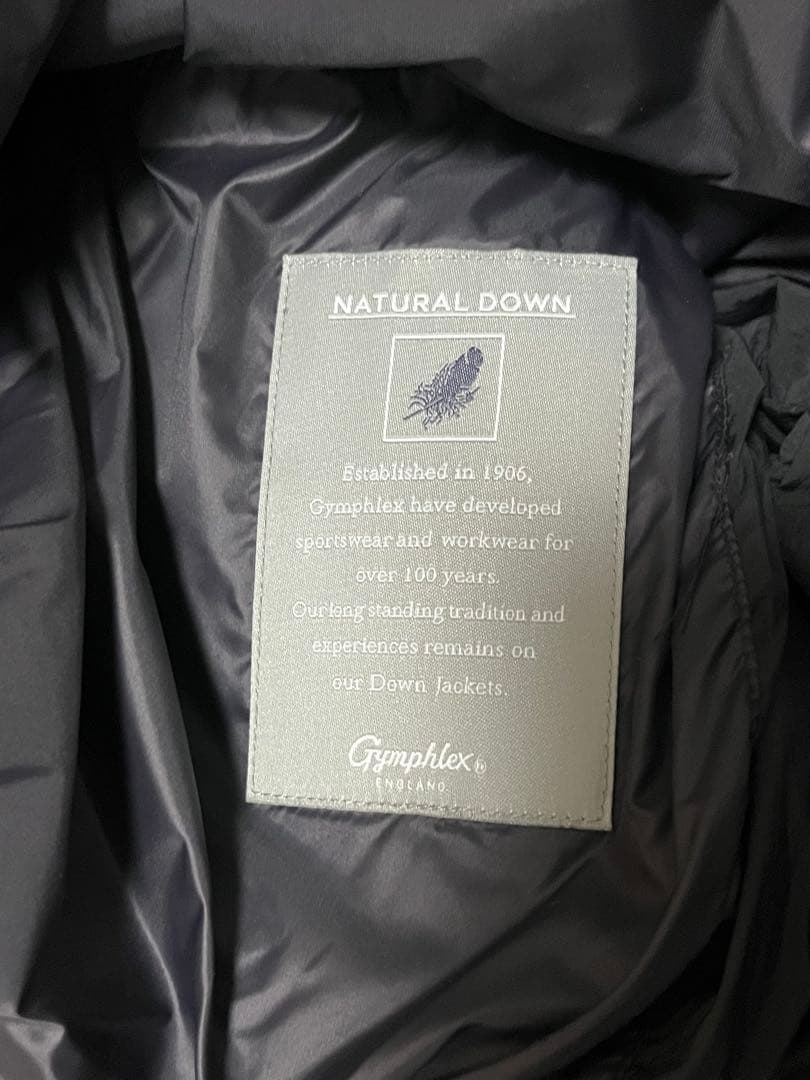 NATURAL DOWN
Established in 1906,
Gymphlex have developed
sportswear and workwear for
over 100 years.
Our long standing tradition and
experiences remains on
our Down Jackets.
Gymphlex®
ENGLAND